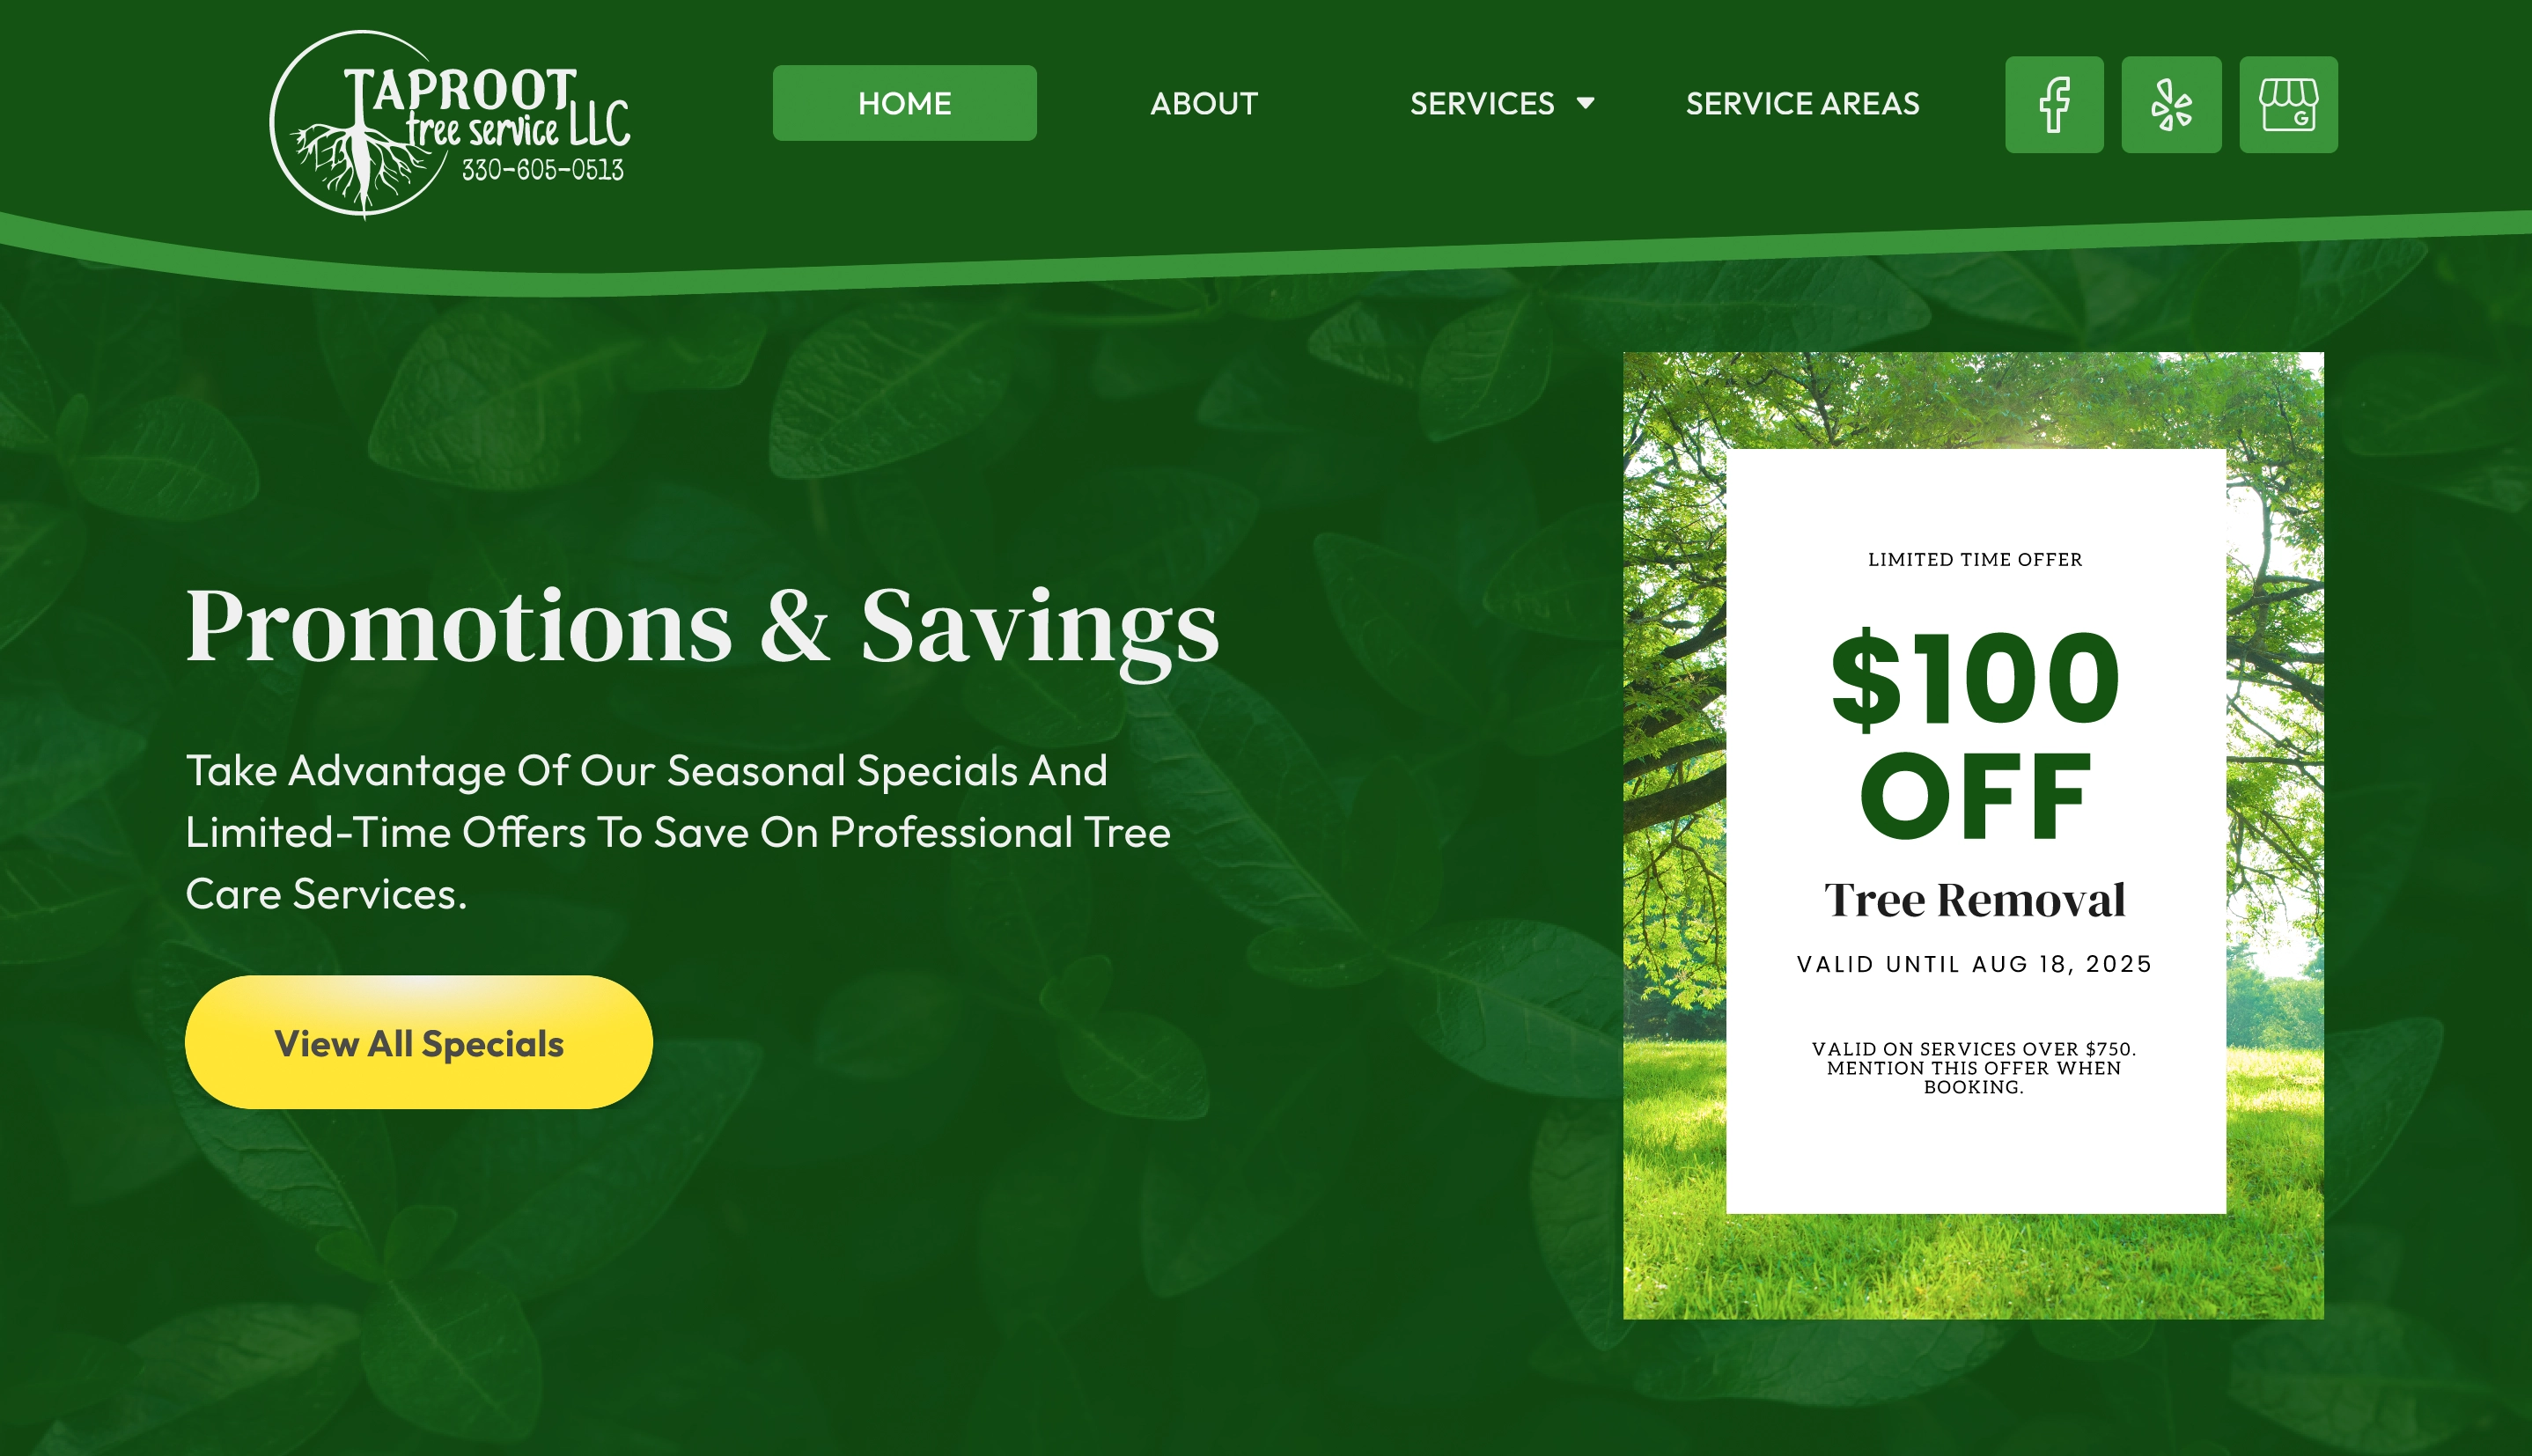 TAPROOT
tree service LLC
330-605-0513
HOME
ABOUT
SERVICES
SERVICE AREAS
G
Promotions & Savings
Take Advantage Of Our Seasonal Specials And
Limited-Time Offers To Save On Professional Tree
Care Services.
View All Specials
LIMITED TIME OFFER
$100
OFF
Tree Removal
VALID UNTIL AUG 18, 2025
VALID ON SERVICES OVER $750.
MENTION THIS OFFER WHEN
BOOKING.